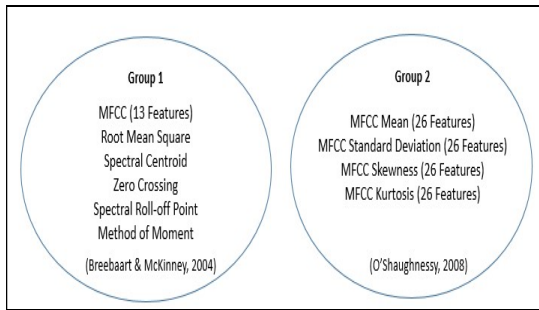 Group 1
MFCC (13 Features)
Root Mean Square
Spectral Centroid
Zero Crossing
Spectral Roll-off Point
Method of Moment
(Breebaart & McKinney, 2004)
Group 2
MFCC Mean (26 Features)
MFCC Standard Deviation (26 Features)
MFCC Skewness (26 Features)
MFCC Kurtosis (26 Features)
(O'Shaughnessy, 2008)